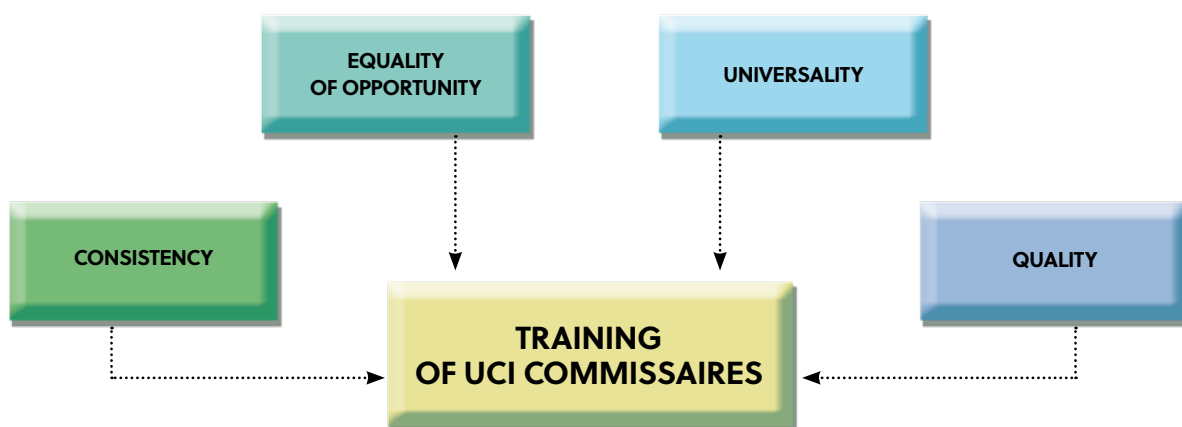 EQUALITY
OF OPPORTUNITY
UNIVERSALITY
CONSISTENCY
QUALITY
TRAINING
OF UCI COMMISSAIRES